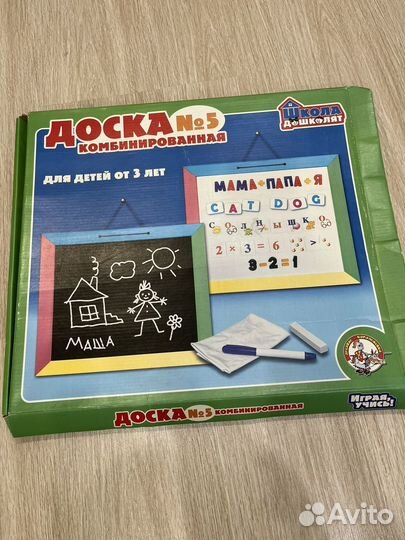 ШКОЛА
ДОШКОЛЯТ
ДОСКА №5
КОМБИНИРОВАННАЯ
ДЛЯ ДЕТЕЙ ОТ 3 ЛЕТ
МАМА+ПАПА+Я
CAT DOG
СОЛНЫШКО
2 × 3 = 6 >
3-2=1
МАША
ИГРАЯ,
УЧИСЬ!
ДОСКА №5 КОМБИНИРОВАННАЯ
Avito